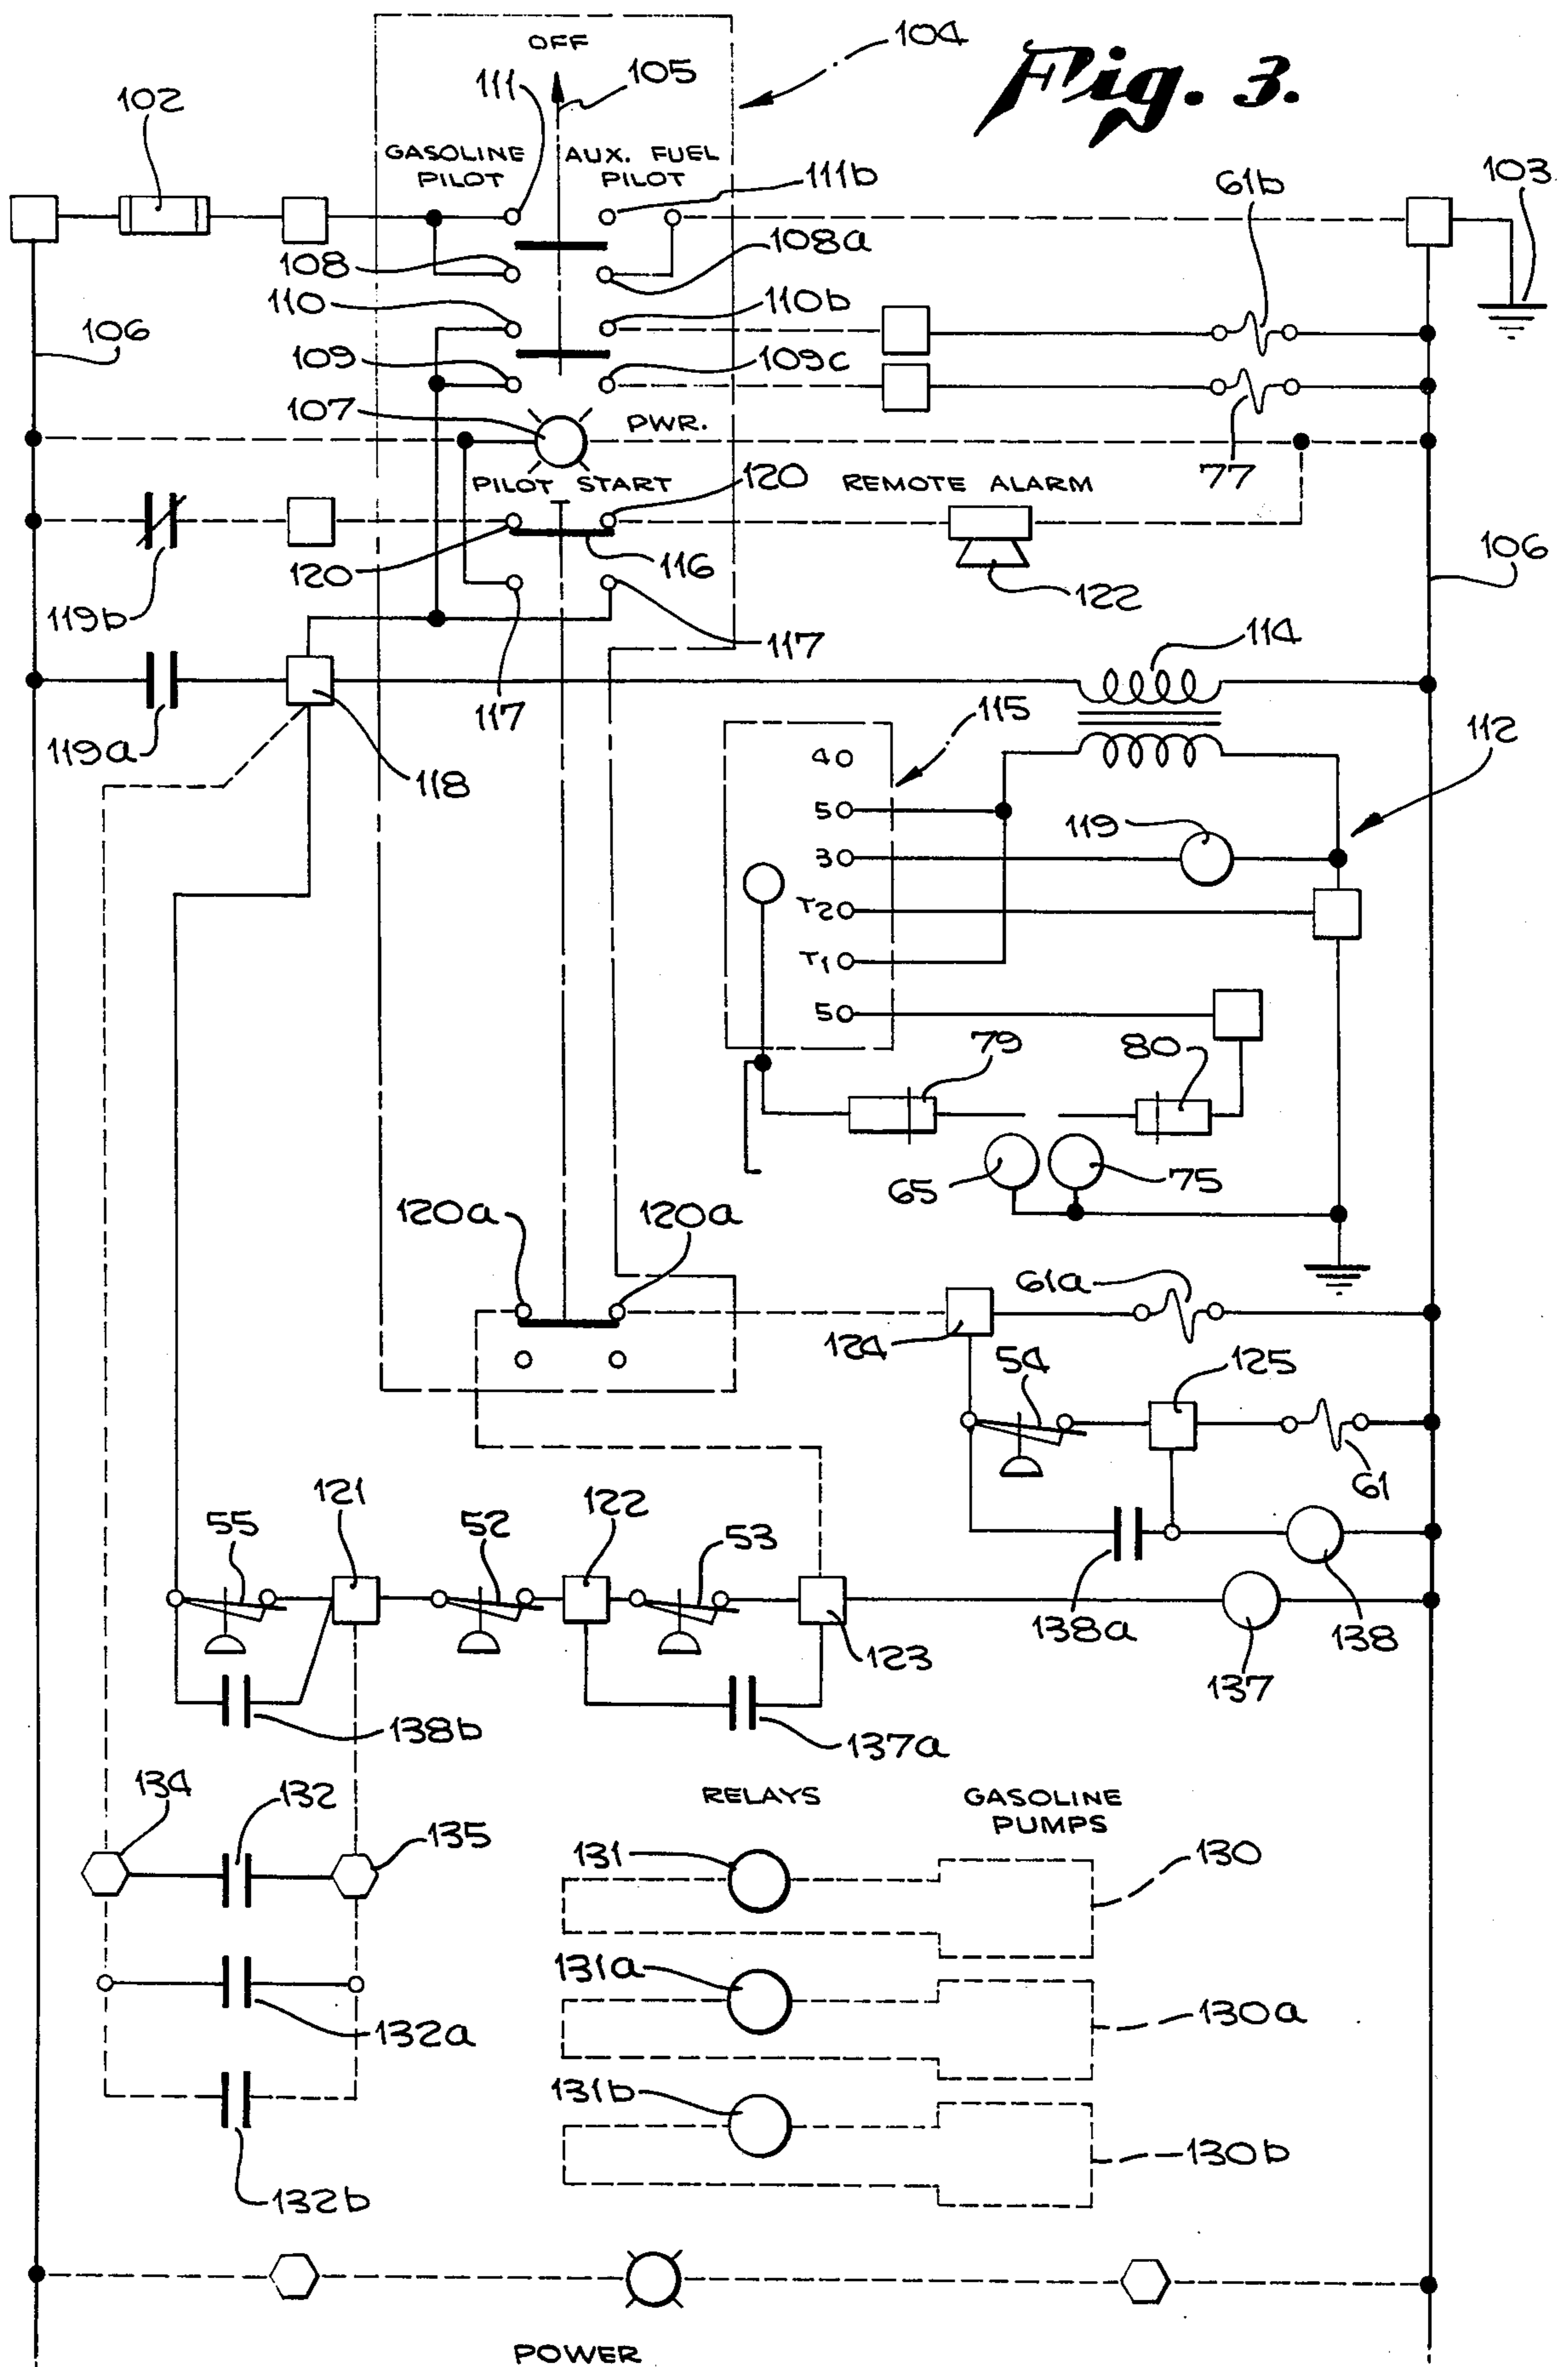 Fig. 3.
OFF
104
105
111
102
GASOLINE PILOT
AUX. FUEL PILOT
111b
61b
103
108
108a
110
110b
106
109
109c
107
PWR.
77
PILOT START
120
REMOTE ALARM
120
116
122
106
119b
117
117
114
119a
118
115
112
4
5
119
3
T2
T1
5
79
80
65
75
120a
120a
61a
124
54
125
61
121
122
55
52
53
138a
138
123
137
138b
137a
RELAYS
GASOLINE PUMPS
134
132
135
131
130
131a
130a
132a
131b
130b
132b
POWER